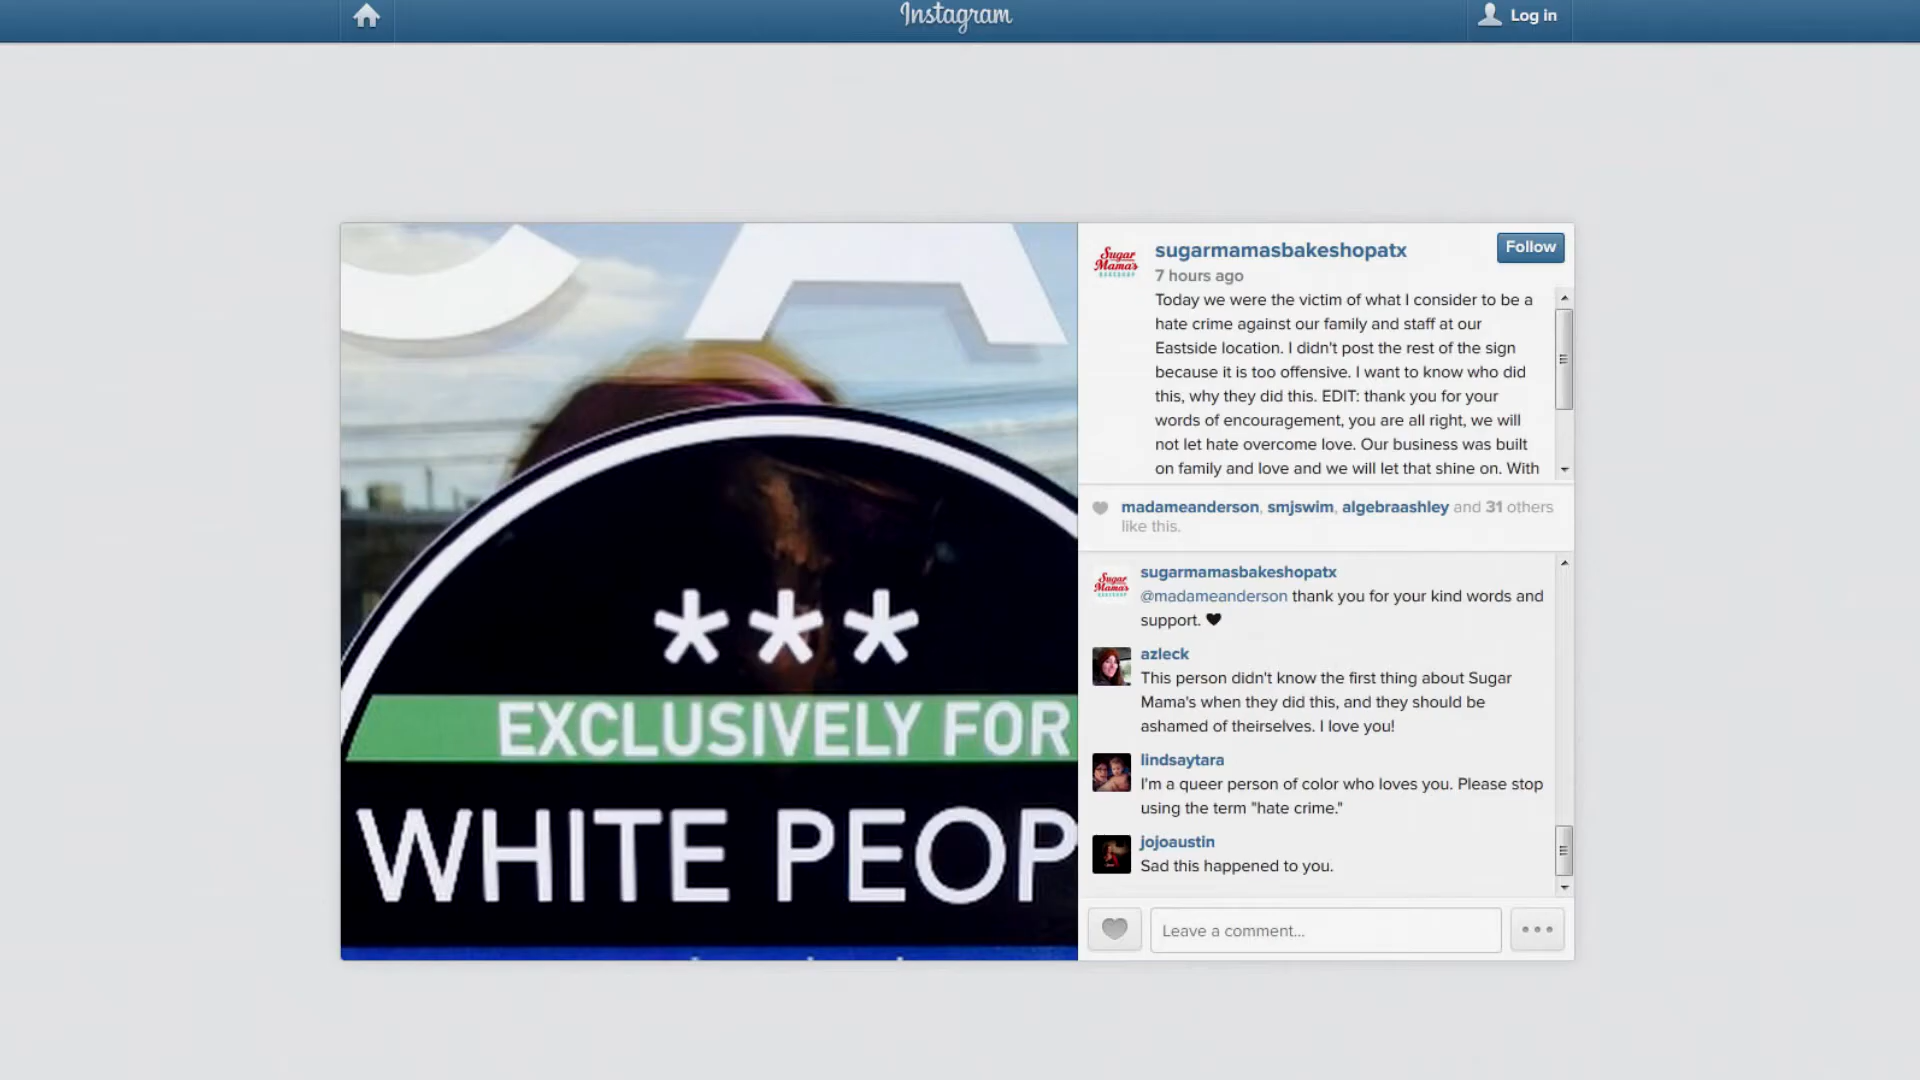 Instagram
Log in
CA
***
EXCLUSIVELY FOR
WHITE PEOP
Sugar
Mama's
BAKESHOP
sugarmamasbakeshopatx
Follow
7 hours ago
Today we were the victim of what I consider to be a
hate crime against our family and staff at our
Eastside location. I didn't post the rest of the sign
because it is too offensive. I want to know who did
this, why they did this. EDIT: thank you for your
words of encouragement, you are all right, we will
not let hate overcome love. Our business was built
on family and love and we will let that shine on. With
madameanderson, smjswim, algebraashley and 31 others
like this.
Sugar
Mama's
BAKESHOP
sugarmamasbakeshopatx
@madameanderson thank you for your kind words and
support. ♥
azleck
This person didn't know the first thing about Sugar
Mama's when they did this, and they should be
ashamed of theirselves. I love you!
lindsaytara
I'm a queer person of color who loves you. Please stop
using the term "hate crime."
jojoaustin
Sad this happened to you.
Leave a comment...